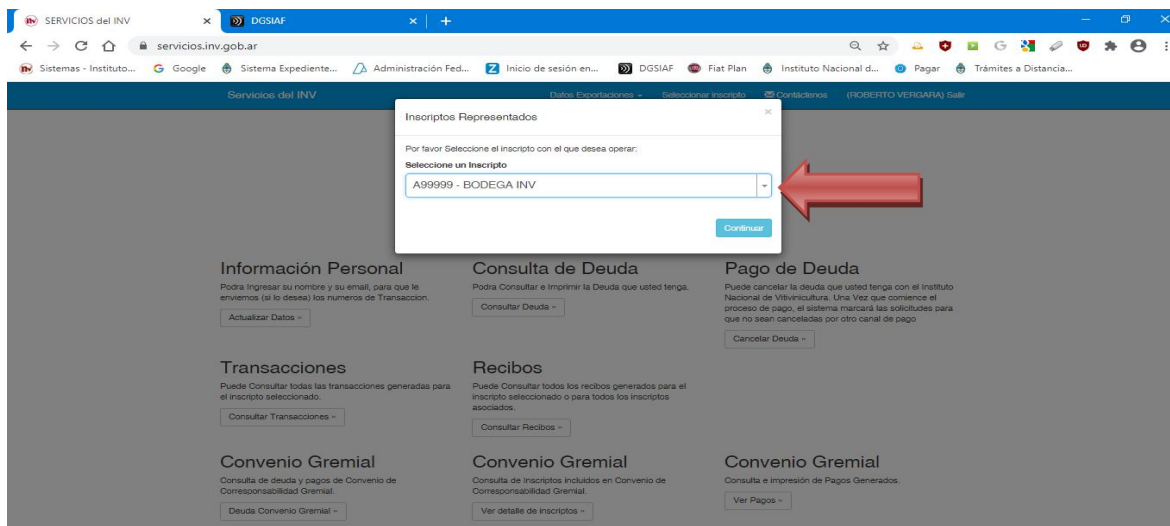 SERVICIOS del INV
DGSIAF
servicios.inv.gob.ar
Sistemas - Instituto... Google Sistema Expediente... Administración Fed... Inicio de sesión en... DGSIAF Fiat Plan Instituto Nacional d... Pagar Trámites a Distancia...
Servicios del INV Datos Exportaciones Seleccionar inscripto Contáctenos (ROBERTO VERGARA) Salir
Inscriptos Representados
Por favor Seleccione el inscripto con el que desea operar:
Seleccione un Inscripto
A99999 - BODEGA INV
Continuar
Información Personal
Podra Ingresar su nombre y su email, para que le
enviemos (si lo desea) los numeros de Transaccion.
Actualizar Datos »
Consulta de Deuda
Podra Consultar e Imprimir la Deuda que usted tenga.
Consultar Deuda »
Pago de Deuda
Puede cancelar la deuda que usted tenga con el Instituto
Nacional de Vitivinicultura. Una Vez que comience el
proceso de pago, el sistema marcará las solicitudes para
que no sean canceladas por otro canal de pago
Cancelar Deuda »
Transacciones
Puede Consultar todas las transacciones generadas para
el inscripto seleccionado.
Consultar Transacciones »
Recibos
Puede Consultar todos los recibos generados para el
inscripto seleccionado o para todos los inscriptos
asociados.
Consultar Recibos »
Convenio Gremial
Consulta de deuda y pagos de Convenio de
Corresponsabilidad Gremial.
Deuda Convenio Gremial »
Convenio Gremial
Consulta de Inscriptos incluídos en Convenio de
Corresponsabilidad Gremial.
Ver detalle de inscriptos »
Convenio Gremial
Consulta e impresión de Pagos Generados.
Ver Pagos »